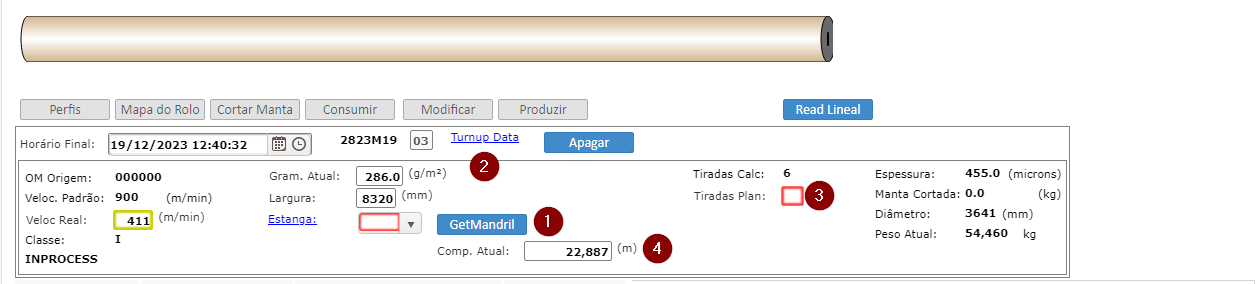 Perfis Mapa do Rolo Cortar Manta Consumir Modificar Produzir Read Lineal
Horário Final: 19/12/2023 12:40:32 2823M19 03 Turnup Data Apagar
2
OM Origem: 000000 Gram. Atual: 286.0 (g/m²) Tiradas Calc: 6 Espessura: 455.0 (microns)
Veloc. Padrão: 900 (m/min) Largura: 8320 (mm) Tiradas Plan: 3 Manta Cortada: 0.0 (kg)
Veloc Real: 411 (m/min) Estanga: GetMandril 1 Diâmetro: 3641 (mm)
Classe: I Peso Atual: 54,460 kg
Comp. Atual: 22,887 (m) 4
INPROCESS